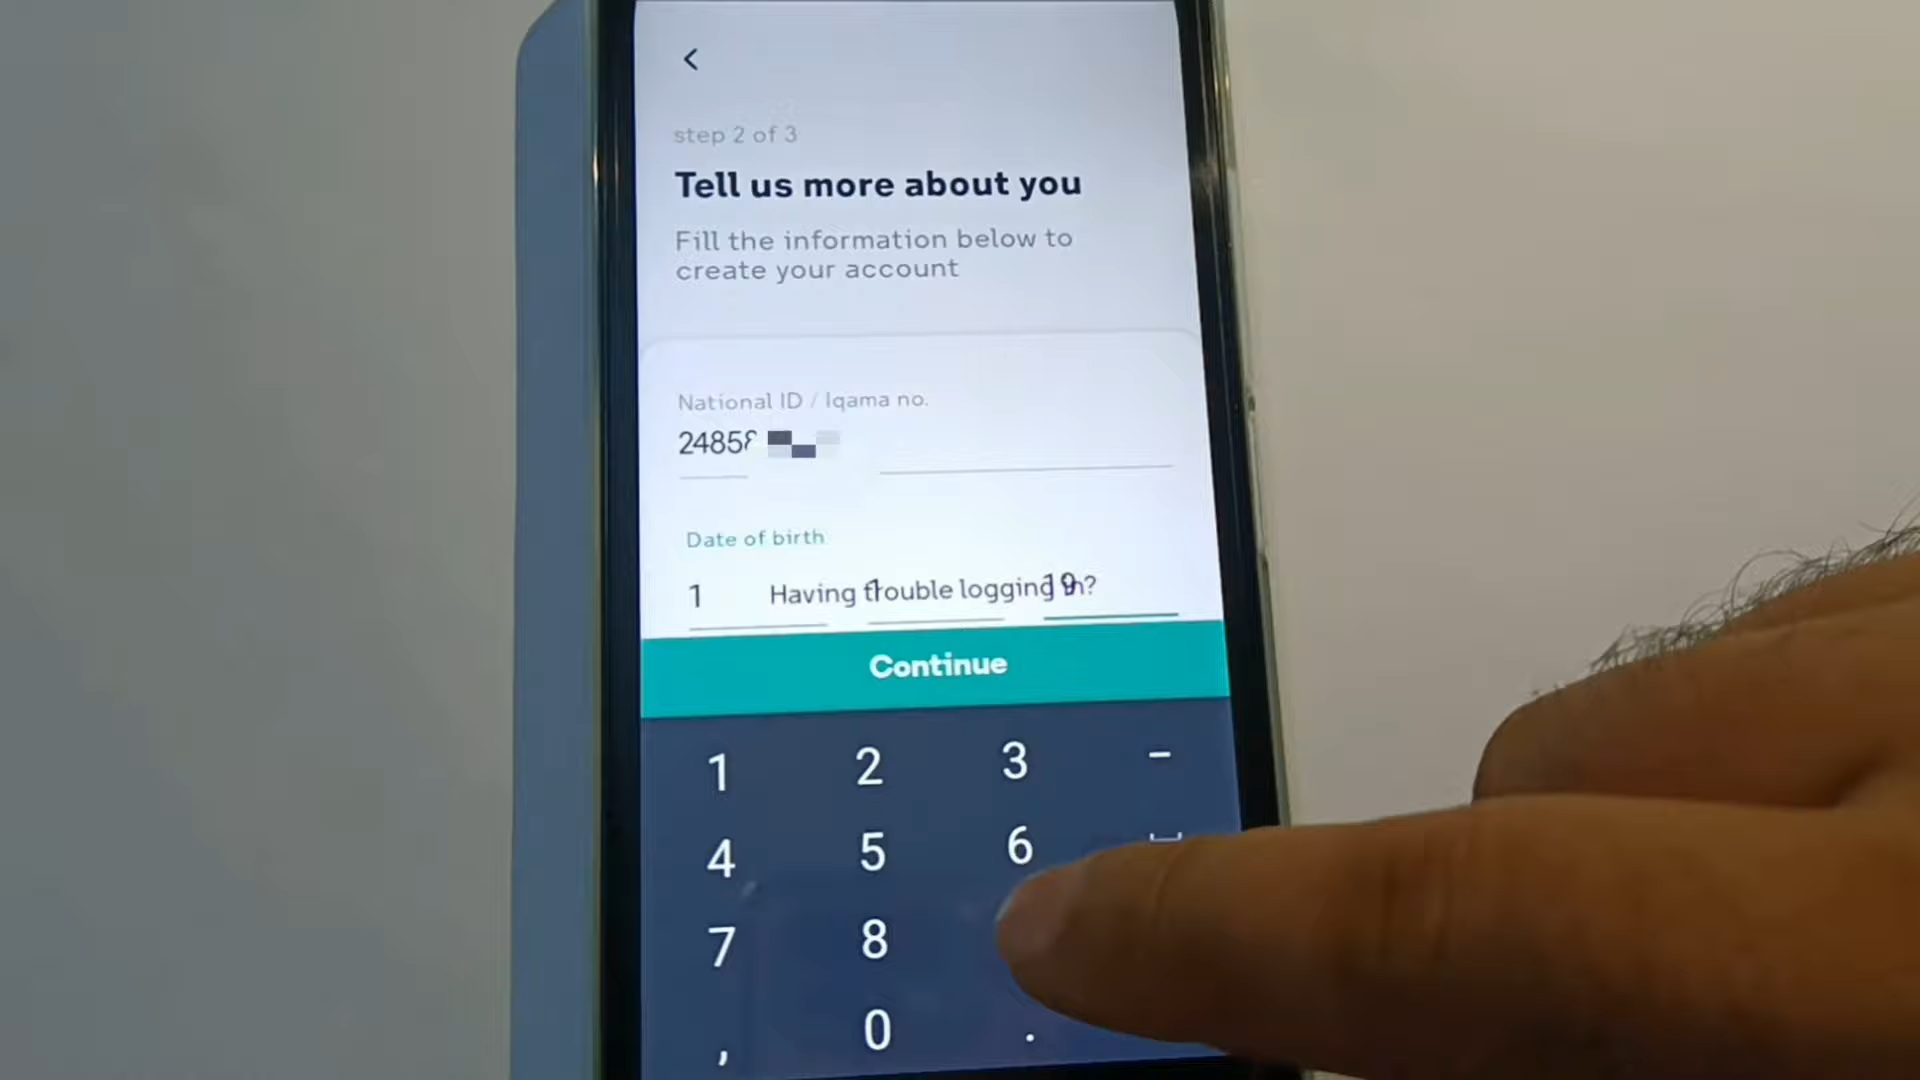 step 2 of 3
Tell us more about you
Fill the information below to
create your account
National ID / Iqama no.
2485
Date of birth
1 1 19
Having trouble logging in?
Continue
1 2 3 -
4 5 6
7 8
, 0 .